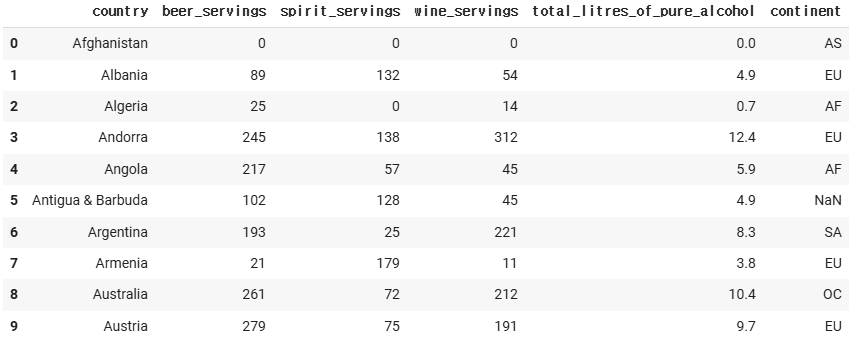 country beer_servings spirit_servings wine_servings total_litres_of_pure_alcohol continent
0 Afghanistan 0 0 0 0.0 AS
1 Albania 89 132 54 4.9 EU
2 Algeria 25 0 14 0.7 AF
3 Andorra 245 138 312 12.4 EU
4 Angola 217 57 45 5.9 AF
5 Antigua & Barbuda 102 128 45 4.9 NaN
6 Argentina 193 25 221 8.3 SA
7 Armenia 21 179 11 3.8 EU
8 Australia 261 72 212 10.4 OC
9 Austria 279 75 191 9.7 EU